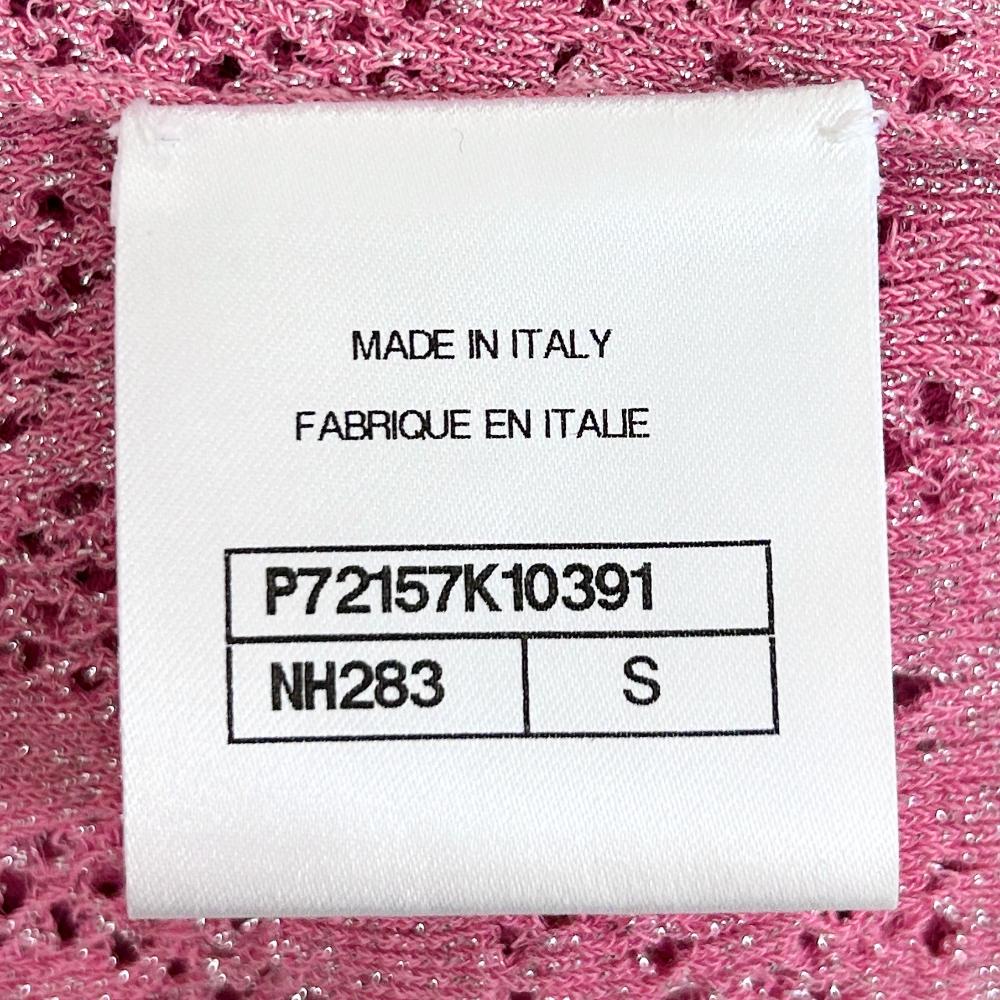 MADE IN ITALY
FABRIQUE EN ITALIE
P72157K10391
NH283 S